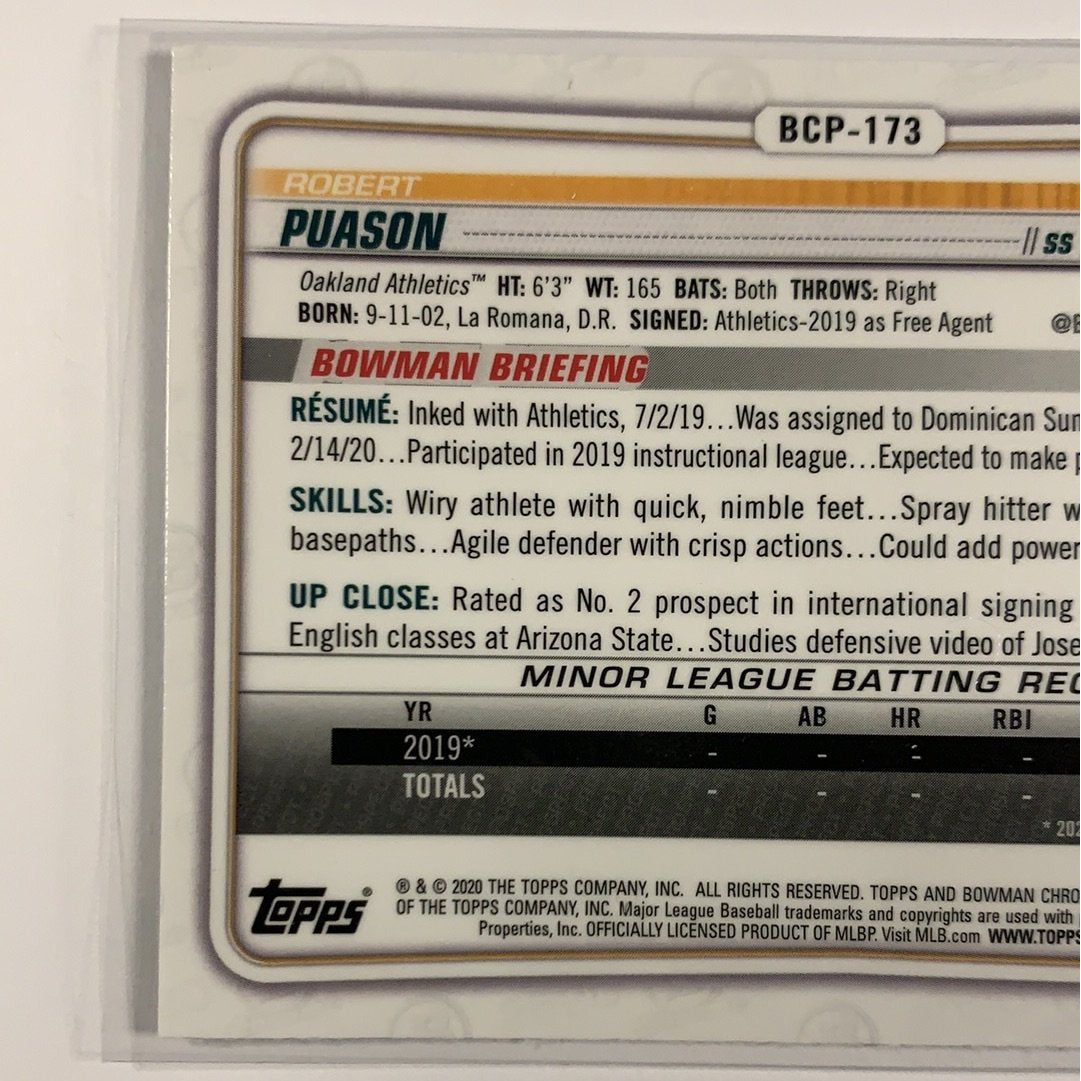 BCP-173
ROBERT
PUASON // SS
Oakland Athletics™ HT: 6'3" WT: 165 BATS: Both THROWS: Right
BORN: 9-11-02, La Romana, D.R. SIGNED: Athletics-2019 as Free Agent
BOWMAN BRIEFING
RÉSUMÉ: Inked with Athletics, 7/2/19...Was assigned to Dominican
2/14/20...Participated in 2019 instructional league...Expected to make
SKILLS: Wiry athlete with quick, nimble feet...Spray hitter
basepaths...Agile defender with crisp actions...Could add power
UP CLOSE: Rated as No. 2 prospect in international signing
English classes at Arizona State...Studies defensive video of Jose
MINOR LEAGUE BATTING
YR G AB HR RBI
2019* - - - -
TOTALS - - - -
topps® ® & © 2020 THE TOPPS COMPANY, INC. ALL RIGHTS RESERVED. TOPPS AND BOWMAN
OF THE TOPPS COMPANY, INC. Major League Baseball trademarks and copyrights are used with
Properties, Inc. OFFICIALLY LICENSED PRODUCT OF MLBP. Visit MLB.com WWW.TOPPS